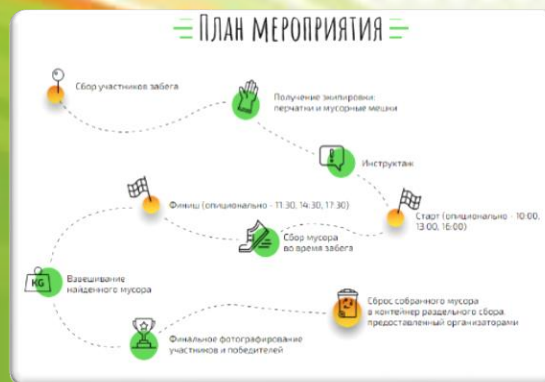 ПЛАН МЕРОПРИЯТИЯ
Сбор участников забега
Получение экипировки:
перчатки и мусорные мешки
Инструктаж
Старт (опиционально - 10:00,
13:00, 16:00)
Сбор мусора
во время забега
Финиш (опиционально - 11:30, 14:30, 17:30)
KG
Взвешивание
найденного мусора
Финальное фотографирование
участников и победителей
Сброс собранного мусора
в контейнер раздельного сбора,
предоставленный организаторами